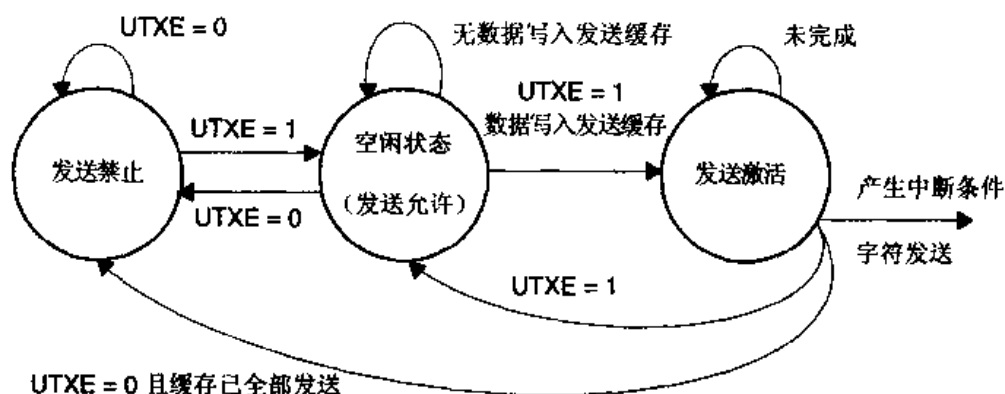 UTXE = 0
无数据写入发送缓存
未完成
UTXE = 1
UTXE = 1
数据写入发送缓存
空闲状态
发送禁止
发送激活
产生中断条件
(发送允许)
UTXE = 0
字符发送
UTXE = 1
UTXE = 0 且缓存已全部发送